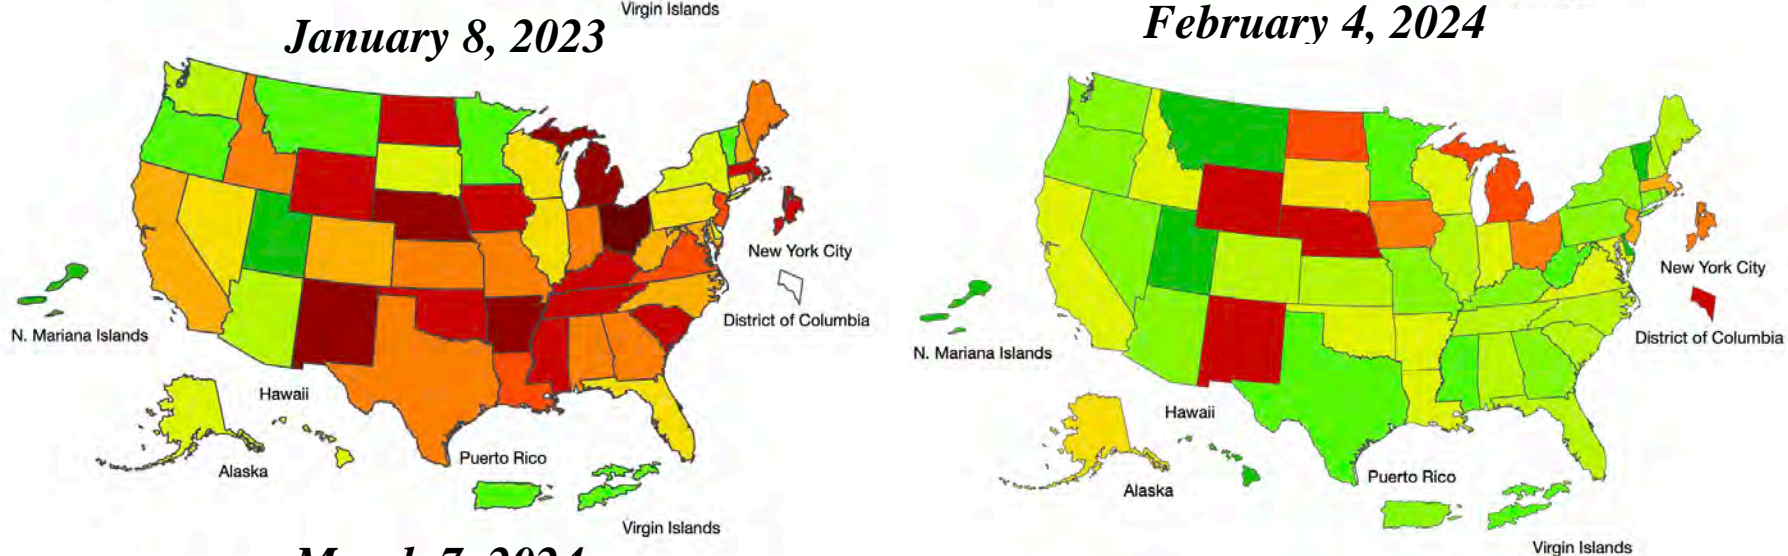 Virgin Islands
January 8, 2023
New York City
District of Columbia
N. Mariana Islands
Hawaii
Alaska
Puerto Rico
Virgin Islands
February 4, 2024
New York City
District of Columbia
N. Mariana Islands
Hawaii
Alaska
Puerto Rico
Virgin Islands